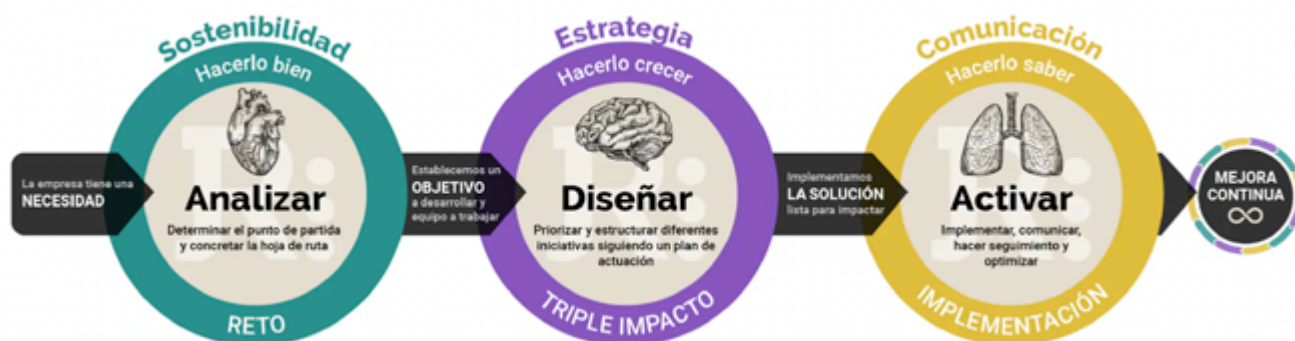 Sostenibilidad
Hacerlo bien
La empresa tiene una
NECESIDAD
Analizar
Determinar el punto de partida
y concretar la hoja de ruta
RETO
Establecemos un
OBJETIVO
a desarrollar y
equipo a trabajar
Estrategia
Hacerlo crecer
Diseñar
Priorizar y estructurar diferentes
iniciativas siguiendo un plan de
actuación
TRIPLE IMPACTO
Implementamos
LA SOLUCIÓN
lista para impactar
Comunicación
Hacerlo saber
Activar
Implementar, comunicar,
hacer seguimiento y
optimizar
IMPLEMENTACIÓN
MEJORA
CONTINUA
R:
R:
R: